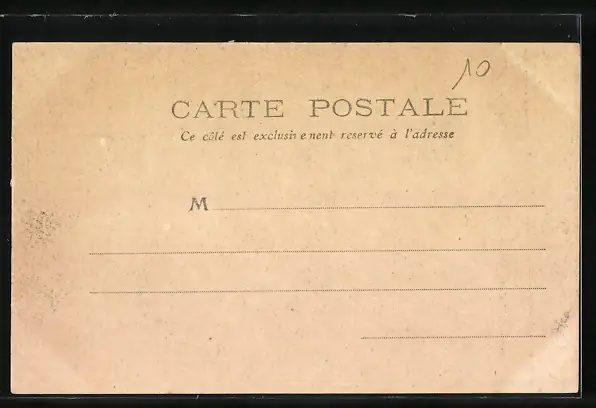 10
CARTE POSTALE
Ce côté est exclusivement reservé à l'adresse
M